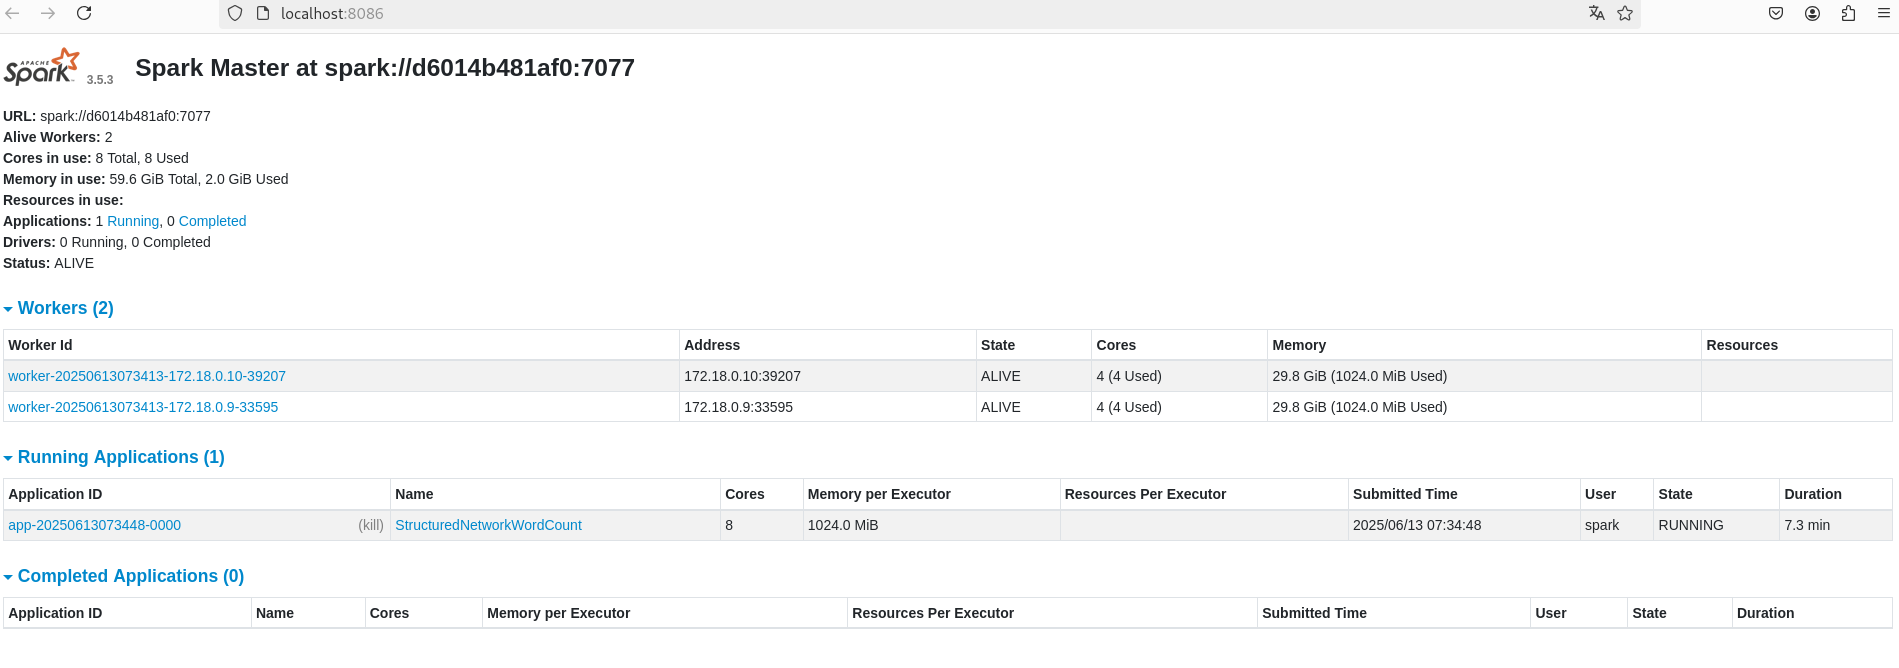 localhost:8086
APACHE Spark 3.5.3 Spark Master at spark://d6014b481af0:7077
URL: spark://d6014b481af0:7077
Alive Workers: 2
Cores in use: 8 Total, 8 Used
Memory in use: 59.6 GiB Total, 2.0 GiB Used
Resources in use:
Applications: 1 Running, 0 Completed
Drivers: 0 Running, 0 Completed
Status: ALIVE
Workers (2)
Worker Id Address State Cores Memory Resources
worker-20250613073413-172.18.0.10-39207 172.18.0.10:39207 ALIVE 4 (4 Used) 29.8 GiB (1024.0 MiB Used)
worker-20250613073413-172.18.0.9-33595 172.18.0.9:33595 ALIVE 4 (4 Used) 29.8 GiB (1024.0 MiB Used)
Running Applications (1)
Application ID Name Cores Memory per Executor Resources Per Executor Submitted Time User State Duration
app-20250613073448-0000 (kill) StructuredNetworkWordCount 8 1024.0 MiB 2025/06/13 07:34:48 spark RUNNING 7.3 min
Completed Applications (0)
Application ID Name Cores Memory per Executor Resources Per Executor Submitted Time User State Duration